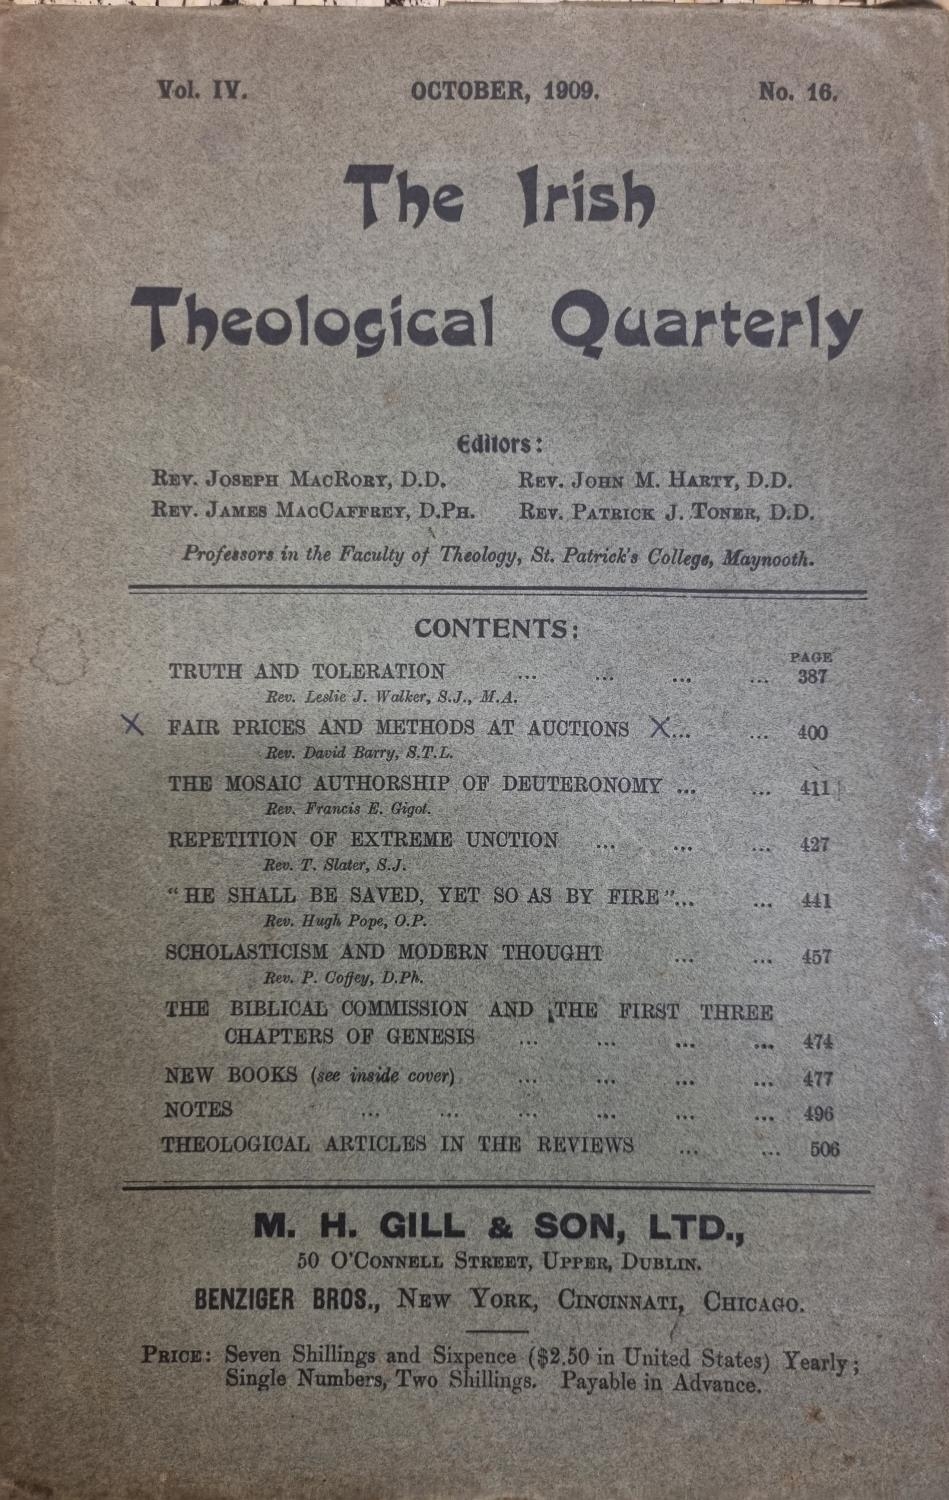 Vol. IV. OCTOBER, 1909. No. 16.
The Irish
Theological Quarterly
Editors:
REV. JOSEPH MACRORY, D.D. REV. JOHN M. HARTY, D.D.
REV. JAMES MACCAFFREY, D.PH. REV. PATRICK J. TONER, D.D.
Professors in the Faculty of Theology, St. Patrick's College, Maynooth.
CONTENTS:
PAGE
TRUTH AND TOLERATION ... ... ... ... 387
Rev. Leslie J. Walker, S.J., M.A.
X FAIR PRICES AND METHODS AT AUCTIONS X... ... 400
Rev. David Barry, S.T.L.
THE MOSAIC AUTHORSHIP OF DEUTERONOMY ... ... 411
Rev. Francis E. Gigot.
REPETITION OF EXTREME UNCTION ... ... ... 427
Rev. T. Slater, S.J.
"HE SHALL BE SAVED, YET SO AS BY FIRE"... ... 441
Rev. Hugh Pope, O.P.
SCHOLASTICISM AND MODERN THOUGHT ... ... 457
Rev. P. Coffey, D.Ph.
THE BIBLICAL COMMISSION AND THE FIRST THREE
CHAPTERS OF GENESIS ... ... ... ... 474
NEW BOOKS (see inside cover) ... ... ... ... 477
NOTES ... ... ... ... ... ... 496
THEOLOGICAL ARTICLES IN THE REVIEWS ... ... 506
M. H. GILL & SON, LTD.,
50 O'CONNELL STREET, UPPER, DUBLIN.
BENZIGER BROS., NEW YORK, CINCINNATI, CHICAGO.
PRICE: Seven Shillings and Sixpence ($2.50 in United States) Yearly;
Single Numbers, Two Shillings. Payable in Advance.